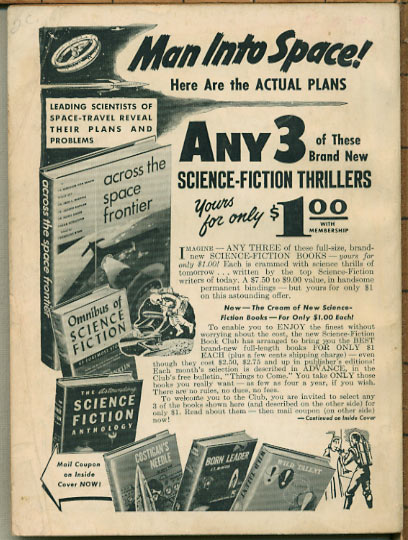 Man Into Space!
Here Are the ACTUAL PLANS
LEADING SCIENTISTS OF
SPACE-TRAVEL REVEAL
THEIR PLANS AND
PROBLEMS
ANY 3 of These
Brand New
SCIENCE-FICTION THRILLERS
Yours
for only $1.00
WITH
MEMBERSHIP
across the
space
frontier
across the space frontier
IMAGINE — ANY THREE of these full-size, brand-
new SCIENCE-FICTION BOOKS — yours for
only $1.00! Each is crammed with science thrills of
tomorrow . . . written by the top Science-Fiction
writers of today. A $7.50 to $9.00 value, in handsome
permanent bindings — but yours for only $1
on this astounding offer.
Now — The Cream of New Science-
Fiction Books — For Only $1.00 Each!
To enable you to ENJOY the finest without
worrying about the cost, the new Science-Fiction
Book Club has arranged to bring you the BEST
brand-new full-length books FOR ONLY $1
EACH (plus a few cents shipping charge) — even
though they cost $2.50, $2.75 and up in publisher's editions!
Each month's selection is described in ADVANCE, in the
Club's free bulletin, "Things to Come." You take ONLY those
books you really want — as few as four a year, if you wish.
There are no rules, no dues, no fees.
To welcome you to the Club, you are invited to select any
3 of the books shown here (and described on the other side) for
only $1. Read about them — then mail coupon (on other side)
now!
— Continued on Inside Cover
Omnibus of
SCIENCE
FICTION
THE Astounding
SCIENCE
FICTION
ANTHOLOGY
Mail Coupon
on Inside
Cover NOW!
COSTIGAN'S
NEEDLE
BORN LEADER
WILD TALENT